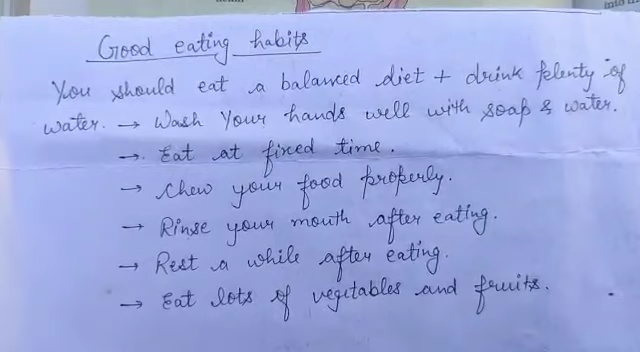 Good eating habits
You should eat a balanced diet + drink plenty of
water. → Wash Your hands well with soap & water.
→ Eat at fixed time.
→ Chew your food properly.
→ Rinse your mouth after eating.
→ Rest a while after eating.
→ Eat lots of vegitables and fruits.